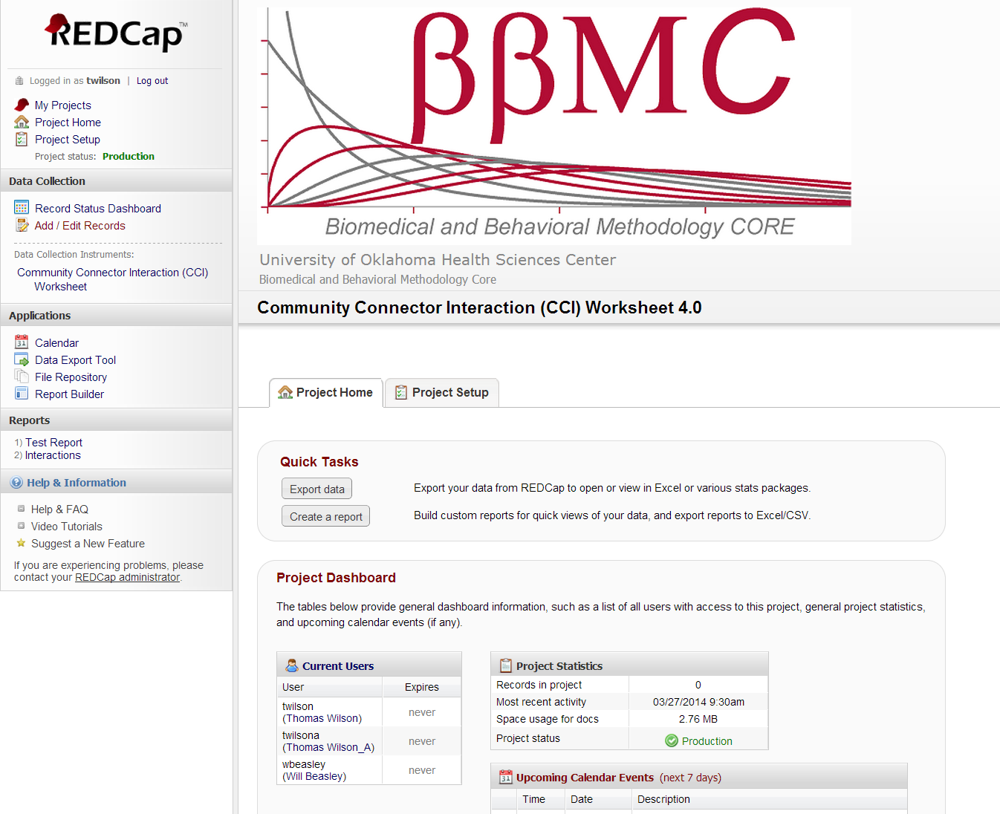 REDCap™
Logged in as twilson | Log out
My Projects
Project Home
Project Setup
Project status: Production
Data Collection
Record Status Dashboard
Add / Edit Records
Data Collection Instruments:
Community Connector Interaction (CCI)
Worksheet
Applications
31 Calendar
Data Export Tool
File Repository
Report Builder
Reports
1) Test Report
2) Interactions
? Help & Information
Help & FAQ
Video Tutorials
Suggest a New Feature
If you are experiencing problems, please
contact your REDCap administrator.
ββMC
Biomedical and Behavioral Methodology CORE
University of Oklahoma Health Sciences Center
Biomedical and Behavioral Methodology Core
Community Connector Interaction (CCI) Worksheet 4.0
Project Home Project Setup
Quick Tasks
Export data Export your data from REDCap to open or view in Excel or various stats packages.
Create a report Build custom reports for quick views of your data, and export reports to Excel/CSV.
Project Dashboard
The tables below provide general dashboard information, such as a list of all users with access to this project, general project statistics,
and upcoming calendar events (if any).
Current Users
User Expires
twilson
(Thomas Wilson) never
twilsona
(Thomas Wilson_A) never
wbeasley
(Will Beasley) never
Project Statistics
Records in project 0
Most recent activity 03/27/2014 9:30am
Space usage for docs 2.76 MB
Project status Production
31 Upcoming Calendar Events (next 7 days)
Time Date Description